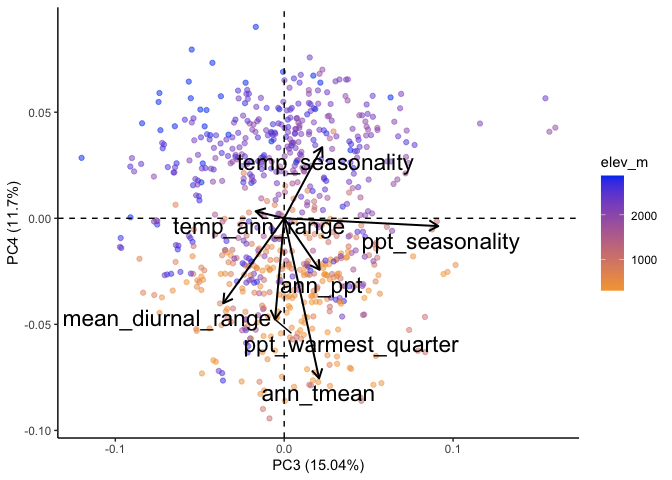 0.05
0.00
-0.05
-0.10
-0.1
0.0
0.1
PC3 (15.04%)
PC4 (11.7%)
temp_seasonality
temp_ann_range
ppt_seasonality
ann_ppt
mean_diurnal_range
ppt_warmest_quarter
ann_tmean
elev_m
2000
1000